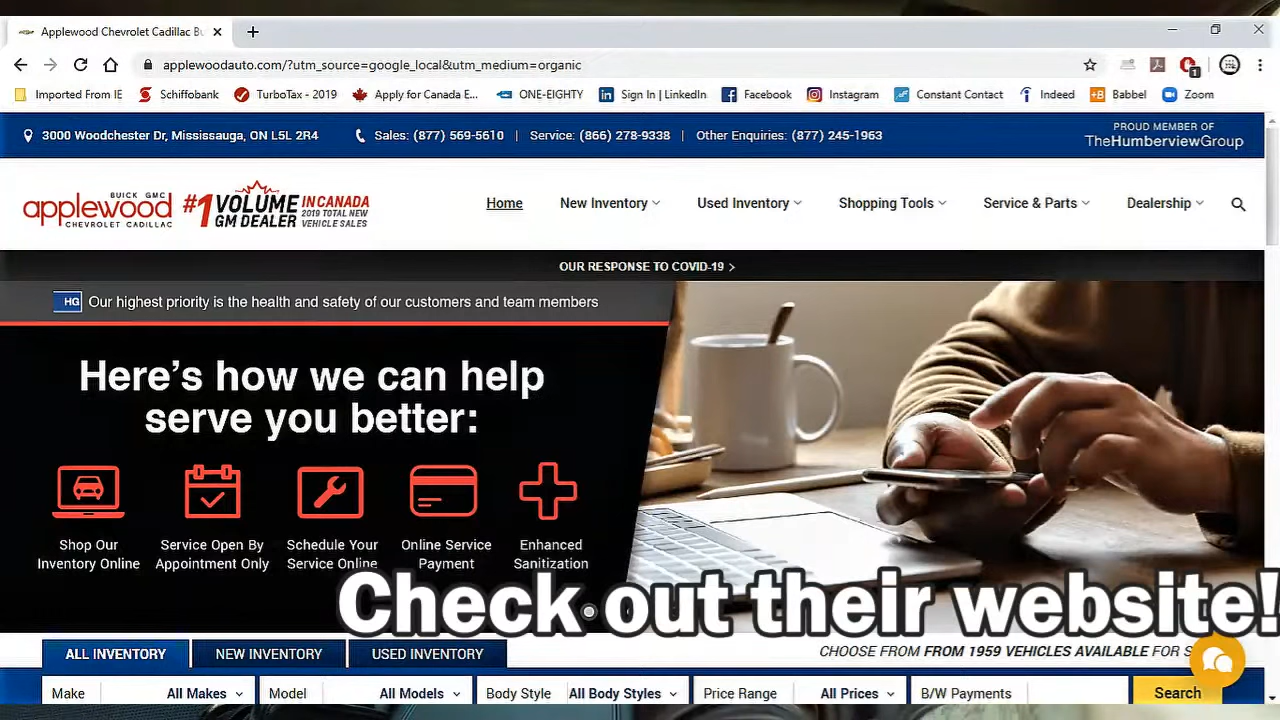 Applewood Chevrolet Cadillac Bu
applewoodauto.com/?utm_source=google_local&utm_medium=organic
1
Imported From IE
Schiffobank
TurboTax - 2019
Apply for Canada E...
ONE-EIGHTY
Sign In | LinkedIn
Facebook
Instagram
Constant Contact
Indeed
+B Babbel
Zoom
3000 Woodchester Dr, Mississauga, ON L5L 2R4
Sales: (877) 569-5610 | Service: (866) 278-9338 | Other Enquiries: (877) 245-1963
PROUD MEMBER OF
TheHumberviewGroup
BUICK GMC
applewood
CHEVROLET CADILLAC
#1 VOLUME
GM DEALER
IN CANADA
2019 TOTAL NEW
VEHICLE SALES
Home
New Inventory
Used Inventory
Shopping Tools
Service & Parts
Dealership
OUR RESPONSE TO COVID-19 >
HG Our highest priority is the health and safety of our customers and team members
Here's how we can help
serve you better:
Shop Our
Inventory Online
Service Open By
Appointment Only
Schedule Your
Service Online
Online Service
Payment
Enhanced
Sanitization
Check out their website!
ALL INVENTORY
NEW INVENTORY
USED INVENTORY
CHOOSE FROM FROM 1959 VEHICLES AVAILABLE FOR S
Make All Makes
Model All Models
Body Style All Body Styles
Price Range All Prices
B/W Payments
Search